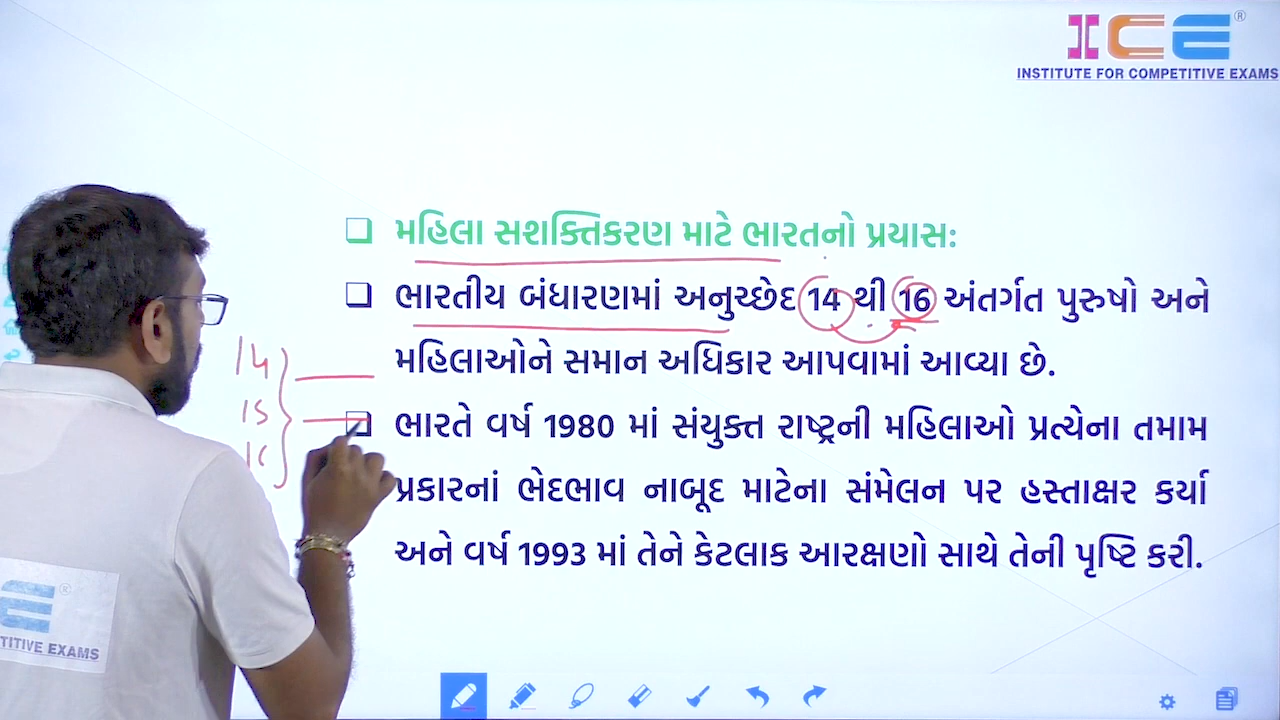 ICE®
INSTITUTE FOR COMPETITIVE EXAMS
❑ મહિલા સશક્તિકરણ માટે ભારતનો પ્રયાસ:
❑ ભારતીય બંધારણમાં અનુચ્છેદ 14 થી 16 અંતર્ગત પુરુષો અને
મહિલાઓને સમાન અધિકાર આપવામાં આવ્યા છે.
❑ ભારતે વર્ષ 1980 માં સંયુક્ત રાષ્ટ્રની મહિલાઓ પ્રત્યેના તમામ
પ્રકારનાં ભેદભાવ નાબૂદ માટેના સંમેલન પર હસ્તાક્ષર કર્યા
અને વર્ષ 1993 માં તેને કેટલાક આરક્ષણો સાથે તેની પૃષ્ટિ કરી.
14
15
16
E®
TITIVE EXAMS